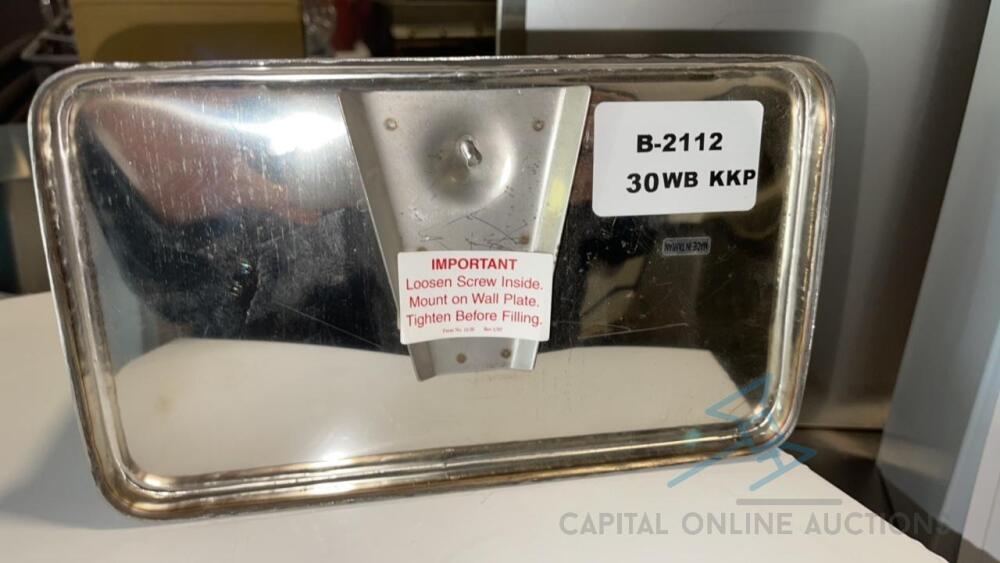 B-2112
30WB KKP
MADE IN TAIWAN
IMPORTANT
Loosen Screw Inside.
Mount on Wall Plate.
Tighten Before Filling.
CAPITAL ONLINE AUCTIONS